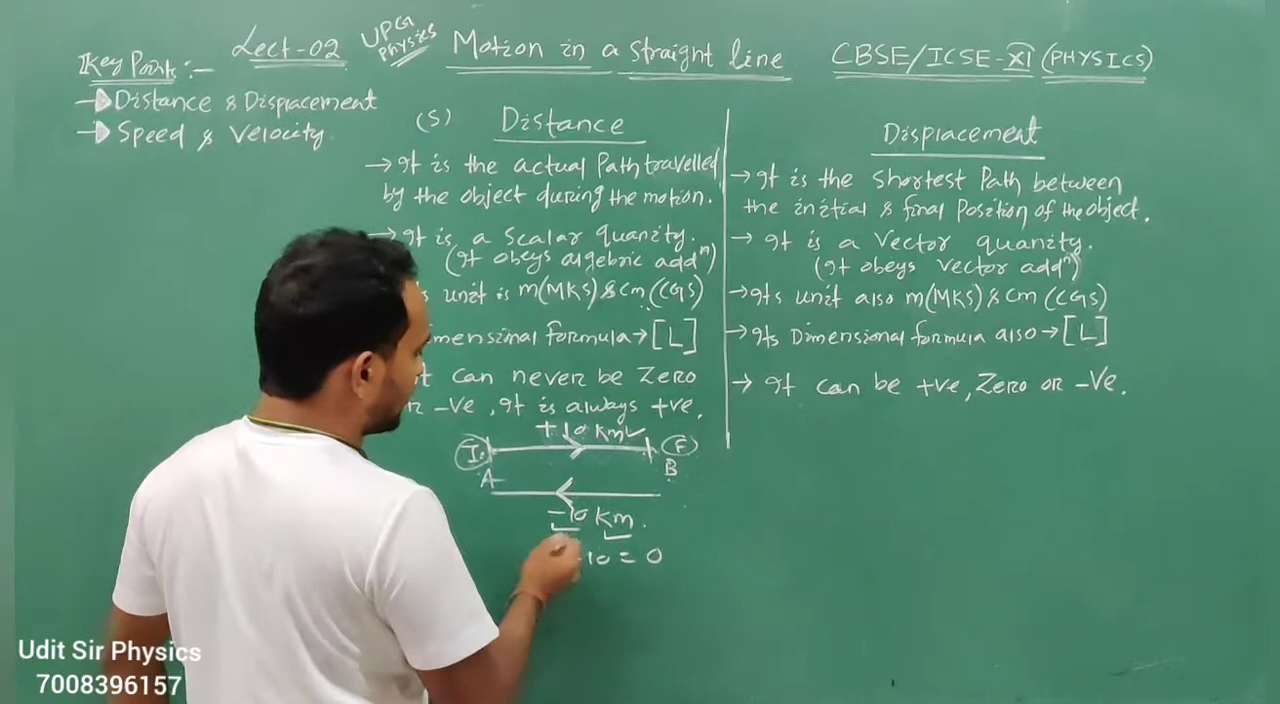 Key Points:-
→ Distance & Displacement
→ Speed & Velocity.
Lect-02
UPG
PHYSICS
Motion in a straight line
CBSE/ICSE-XI (PHYSICS)
(S) Distance
→ It is the actual Path travelled
by the object during the motion.
→ It is a Scalar quanity.
(It obeys algebric addⁿ)
unit is m(MKS) & Cm (CGS)
formula → [L]
can never be Zero
-ve, It is always +ve.
+10 km
I
F
A
B
-10 Km.
-10 = 0
Displacement
→ It is the Shortest Path between
the initial & final Position of the object.
→ It is a Vector quanity.
(It obeys vector addⁿ)
→ Its unit also m(MKS) & Cm (CGS)
→ Its Dimensional formula also → [L]
→ It can be +ve, Zero or -ve.
Udit Sir Physics
7008396157